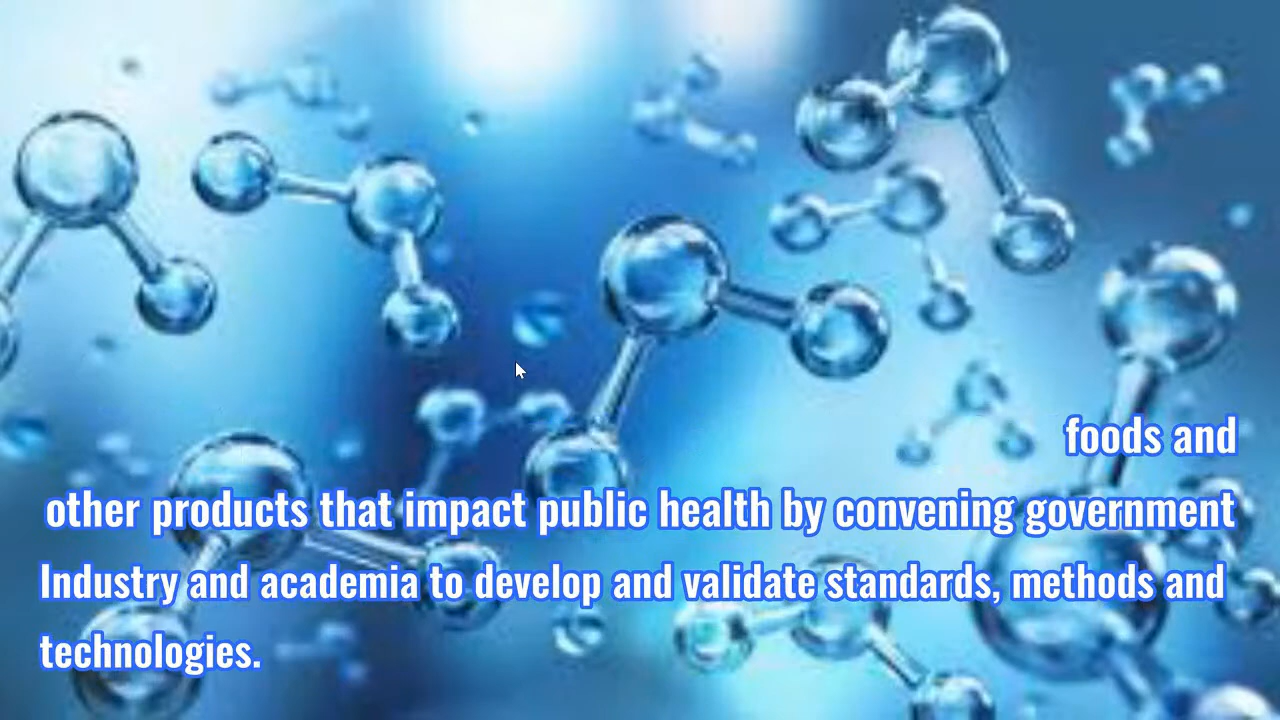 foods and
other products that impact public health by convening government
Industry and academia to develop and validate standards, methods and
technologies.